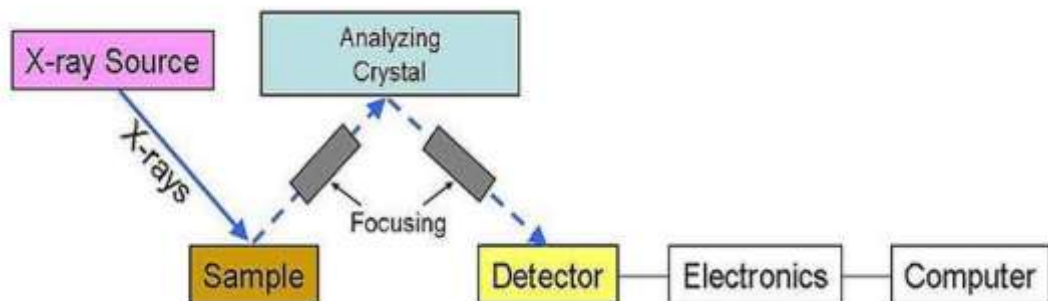 X-ray Source
Analyzing
Crystal
X-rays
Focusing
Sample
Detector
Electronics
Computer